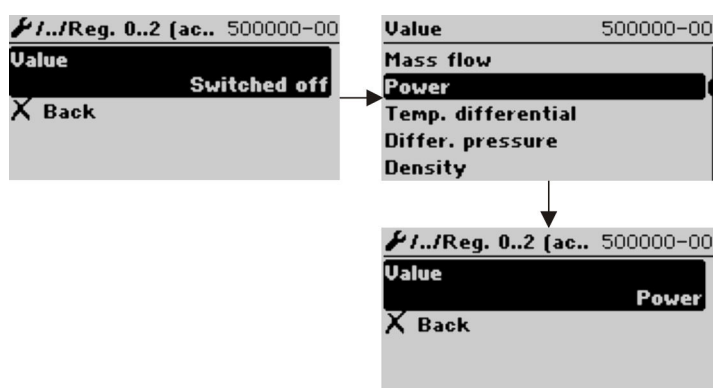 /../Reg. 0..2 (ac.. 500000-00
Value
Switched off
X Back
Value 500000-00
Mass flow
Power
Temp. differential
Differ. pressure
Density
/../Reg. 0..2 (ac.. 500000-00
Value
Power
X Back